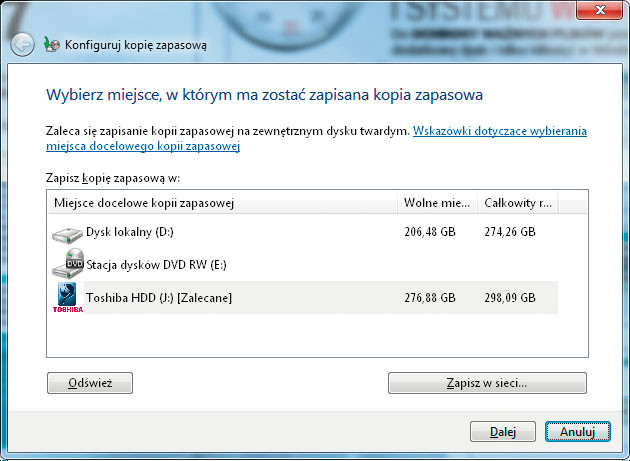 7
SYSTEMU W
Konfiguruj kopię zapasową
Wybierz miejsce, w którym ma zostać zapisana kopia zapasowa
Zaleca się zapisanie kopii zapasowej na zewnętrznym dysku twardym. Wskazówki dotyczące wybierania
miejsca docelowego kopii zapasowej
Zapisz kopię zapasową w:
Miejsce docelowe kopii zapasowej Wolne mie... Całkowity r...
Dysk lokalny (D:) 206,48 GB 274,26 GB
DVD
Stacja dysków DVD RW (E:)
Toshiba HDD (J:) [Zalecane] 276,88 GB 298,09 GB
TOSHIBA
Odśwież Zapisz w sieci...
Dalej Anuluj